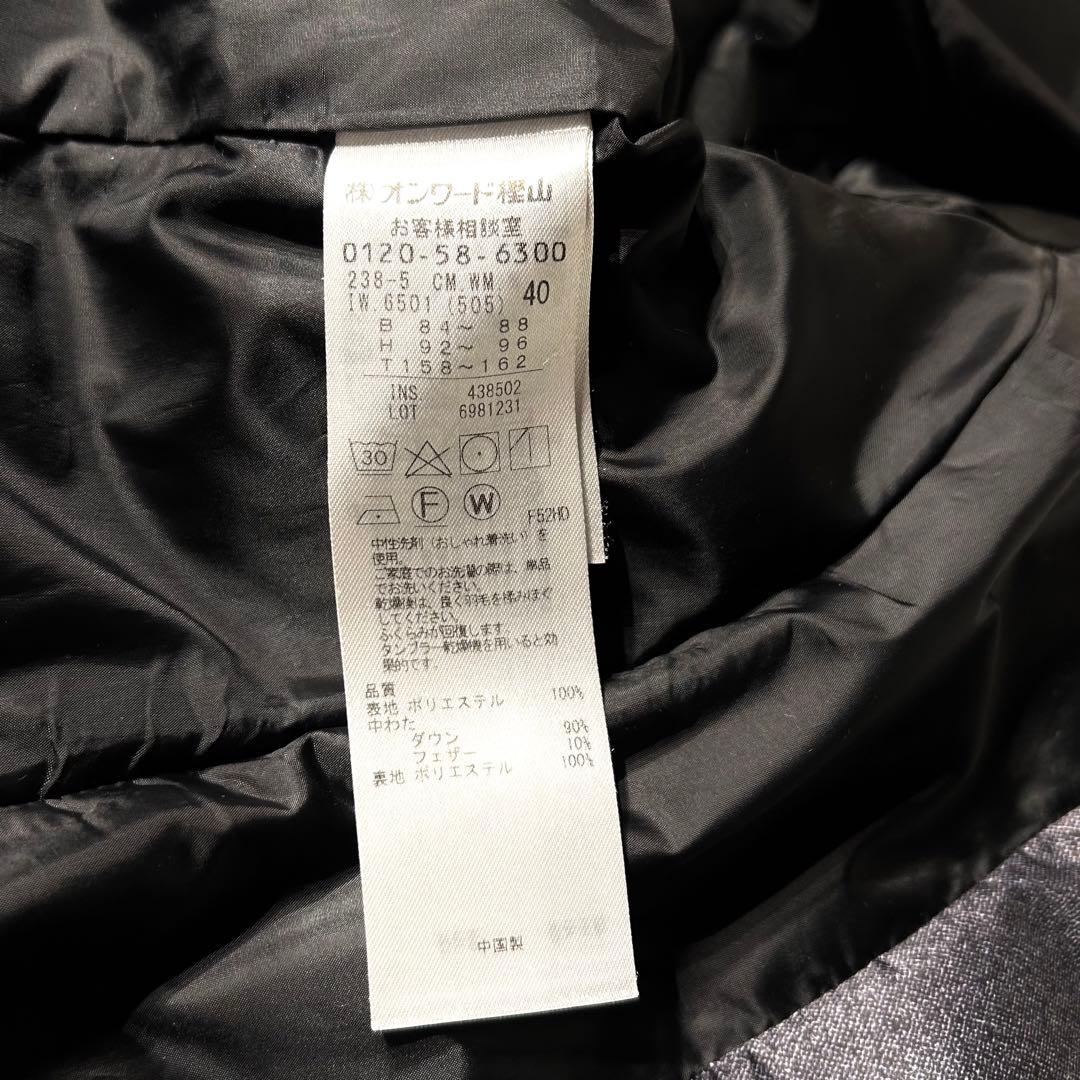 ㈱オンワード樫山
お客様相談室
0120-58-6300
238-5 CM WM
IW 6501 (505) 40
B 84～ 88
H 92～ 96
T 158～162
INS. 438502
LOT 6981231
30
F W F52HD
中性洗剤（おしゃれ着洗い）を
使用
ご家庭でのお洗濯の際は、単品
でお洗いください。
乾燥後は、良く羽毛を揉みほぐ
してください。
ふくらみが回復します。
タンブラー乾燥機を用いると効
果的です。
品質
表地 ポリエステル 100%
中わた
ダウン 90%
フェザー 10%
裏地 ポリエステル 100%
中国製